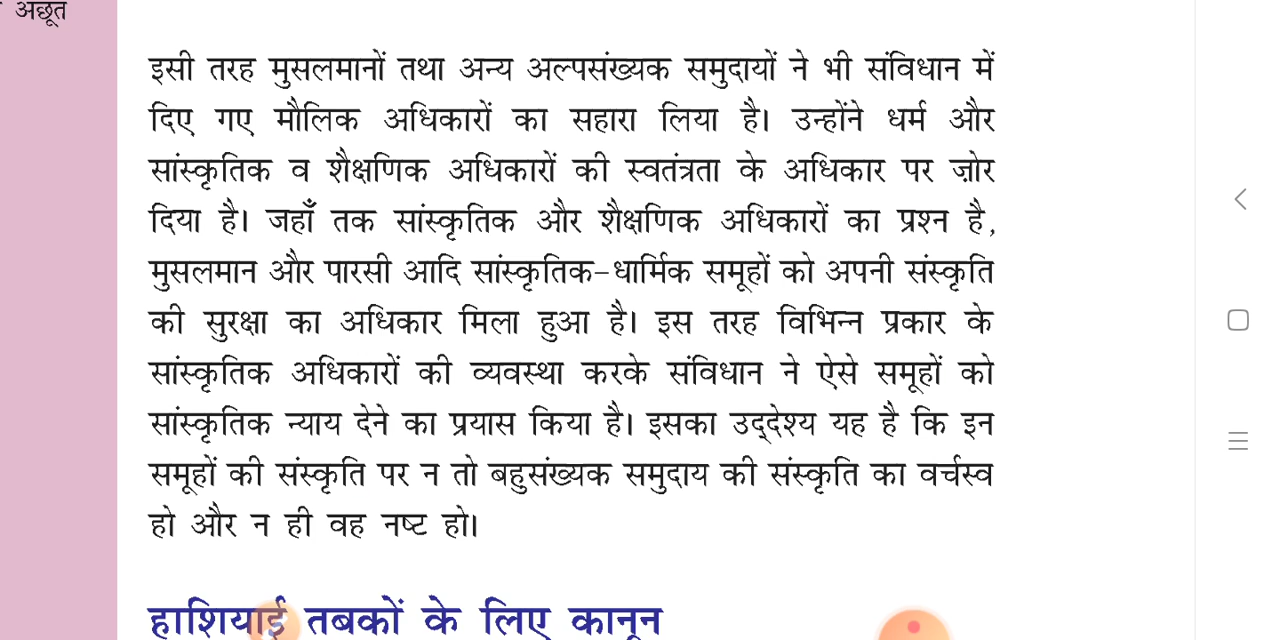 अछूत
इसी तरह मुसलमानों तथा अन्य अल्पसंख्यक समुदायों ने भी संविधान में
दिए गए मौलिक अधिकारों का सहारा लिया है। उन्होंने धर्म और
सांस्कृतिक व शैक्षणिक अधिकारों की स्वतंत्रता के अधिकार पर ज़ोर
दिया है। जहाँ तक सांस्कृतिक और शैक्षणिक अधिकारों का प्रश्न है,
मुसलमान और पारसी आदि सांस्कृतिक-धार्मिक समूहों को अपनी संस्कृति
की सुरक्षा का अधिकार मिला हुआ है। इस तरह विभिन्न प्रकार के
सांस्कृतिक अधिकारों की व्यवस्था करके संविधान ने ऐसे समूहों को
सांस्कृतिक न्याय देने का प्रयास किया है। इसका उद्‌देश्य यह है कि इन
समूहों की संस्कृति पर न तो बहुसंख्यक समुदाय की संस्कृति का वर्चस्व
हो और न ही वह नष्ट हो।
हाशियाई तबकों के लिए कानून